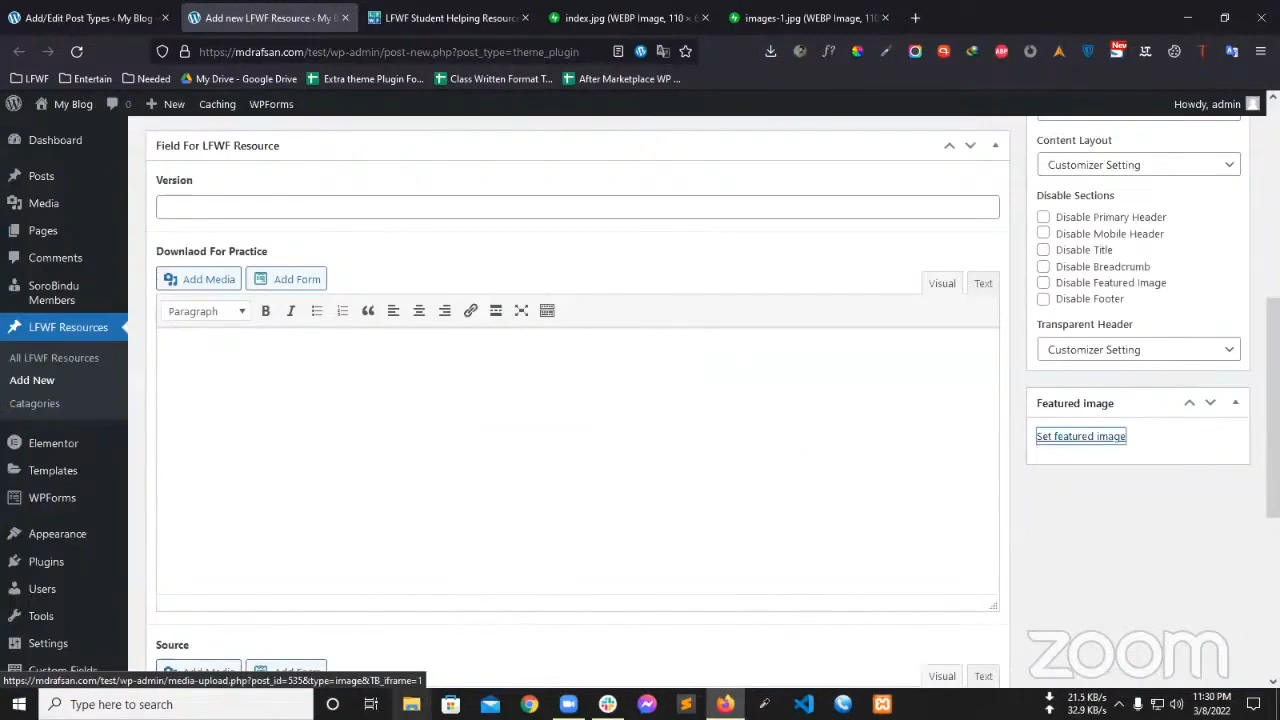 Add/Edit Post Types ‹ My Blog —
Add new LFWF Resource ‹ My B
LFWF Student Helping Resource
index.jpg (WEBP Image, 110 × 6
images-1.jpg (WEBP Image, 110
https://mdrafsan.com/test/wp-admin/post-new.php?post_type=theme_plugin
ABP
New
LFWF
Entertain
Needed
My Drive - Google Drive
Extra theme Plugin Fo...
Class Written Format T...
After Marketplace WP ...
My Blog
0
New
Caching
WPForms
Howdy, admin
Dashboard
Posts
Media
Pages
Comments
SoroBindu
Members
LFWF Resources
All LFWF Resources
Add New
Catagories
Elementor
Templates
WPForms
Appearance
Plugins
Users
Tools
Settings
Custom Fields
Field For LFWF Resource
Version
Downlaod For Practice
Add Media
Add Form
Visual
Text
Paragraph
Source
Add Media
Add Form
Visual
Text
Content Layout
Customizer Setting
Disable Sections
Disable Primary Header
Disable Mobile Header
Disable Title
Disable Breadcrumb
Disable Featured Image
Disable Footer
Transparent Header
Customizer Setting
Featured image
Set featured image
zoom
https://mdrafsan.com/test/wp-admin/media-upload.php?post_id=535&type=image&TB_iframe=1
Type here to search
21.5 KB/s
32.9 KB/s
11:30 PM
3/8/2022